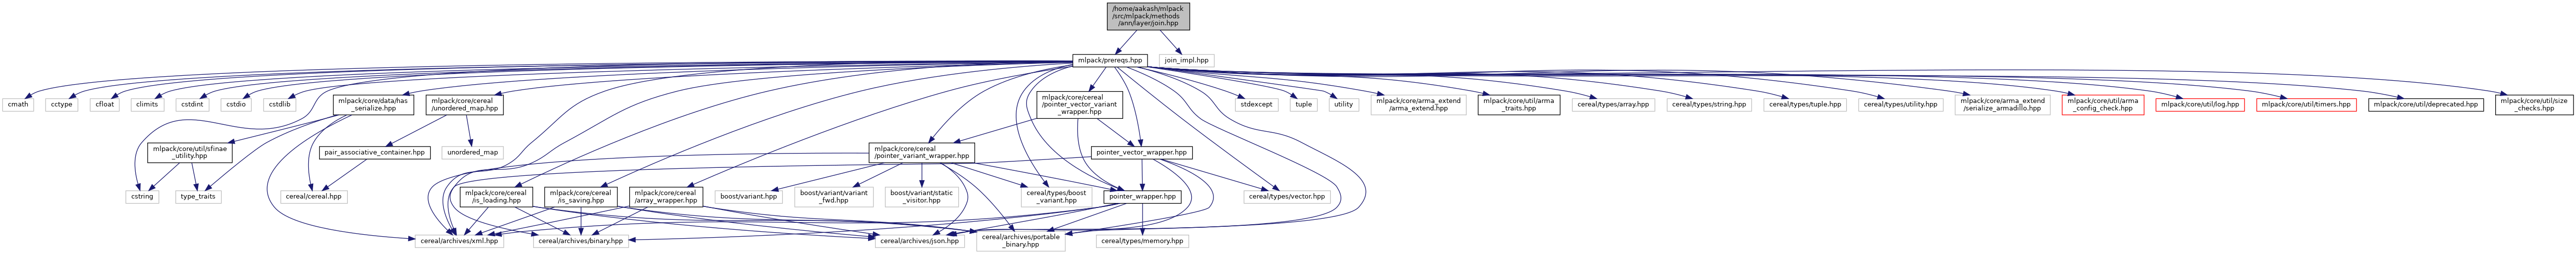 /home/aakash/mlpack
/src/mlpack/methods
/ann/layer/join.hpp
mlpack/prereqs.hpp
join_impl.hpp
cmath
cctype
cfloat
climits
cstdint
cstdio
cstdlib
mlpack/core/data/has
_serialize.hpp
mlpack/core/cereal
/unordered_map.hpp
mlpack/core/cereal
/pointer_vector_variant
_wrapper.hpp
stdexcept
tuple
utility
mlpack/core/arma_extend
/arma_extend.hpp
mlpack/core/util/arma
_traits.hpp
cereal/types/array.hpp
cereal/types/string.hpp
cereal/types/tuple.hpp
cereal/types/utility.hpp
mlpack/core/arma_extend
/serialize_armadillo.hpp
mlpack/core/util/arma
_config_check.hpp
mlpack/core/util/log.hpp
mlpack/core/util/timers.hpp
mlpack/core/util/deprecated.hpp
mlpack/core/util/size
_checks.hpp
mlpack/core/util/sfinae
_utility.hpp
pair_associative_container.hpp
unordered_map
mlpack/core/cereal
/pointer_variant_wrapper.hpp
pointer_vector_wrapper.hpp
cstring
type_traits
cereal/cereal.hpp
mlpack/core/cereal
/is_loading.hpp
mlpack/core/cereal
/is_saving.hpp
mlpack/core/cereal
/array_wrapper.hpp
boost/variant.hpp
boost/variant/variant
_fwd.hpp
boost/variant/static
_visitor.hpp
cereal/types/boost
_variant.hpp
pointer_wrapper.hpp
cereal/types/vector.hpp
cereal/archives/xml.hpp
cereal/archives/binary.hpp
cereal/archives/json.hpp
cereal/archives/portable
_binary.hpp
cereal/types/memory.hpp